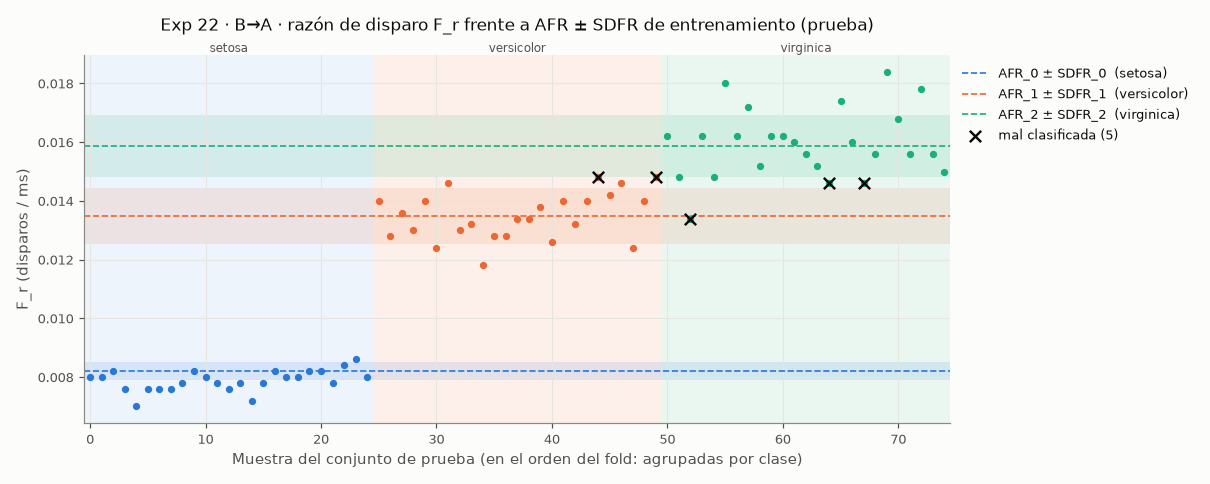 Exp 22 · B→A · razón de disparo F_r frente a AFR ± SDFR de entrenamiento (prueba)
setosa
versicolor
virginica
0.018
0.016
0.014
0.012
0.010
0.008
F_r (disparos / ms)
0
10
20
30
40
50
60
70
Muestra del conjunto de prueba (en el orden del fold: agrupadas por clase)
AFR_0 ± SDFR_0 (setosa)
AFR_1 ± SDFR_1 (versicolor)
AFR_2 ± SDFR_2 (virginica)
mal clasificada (5)